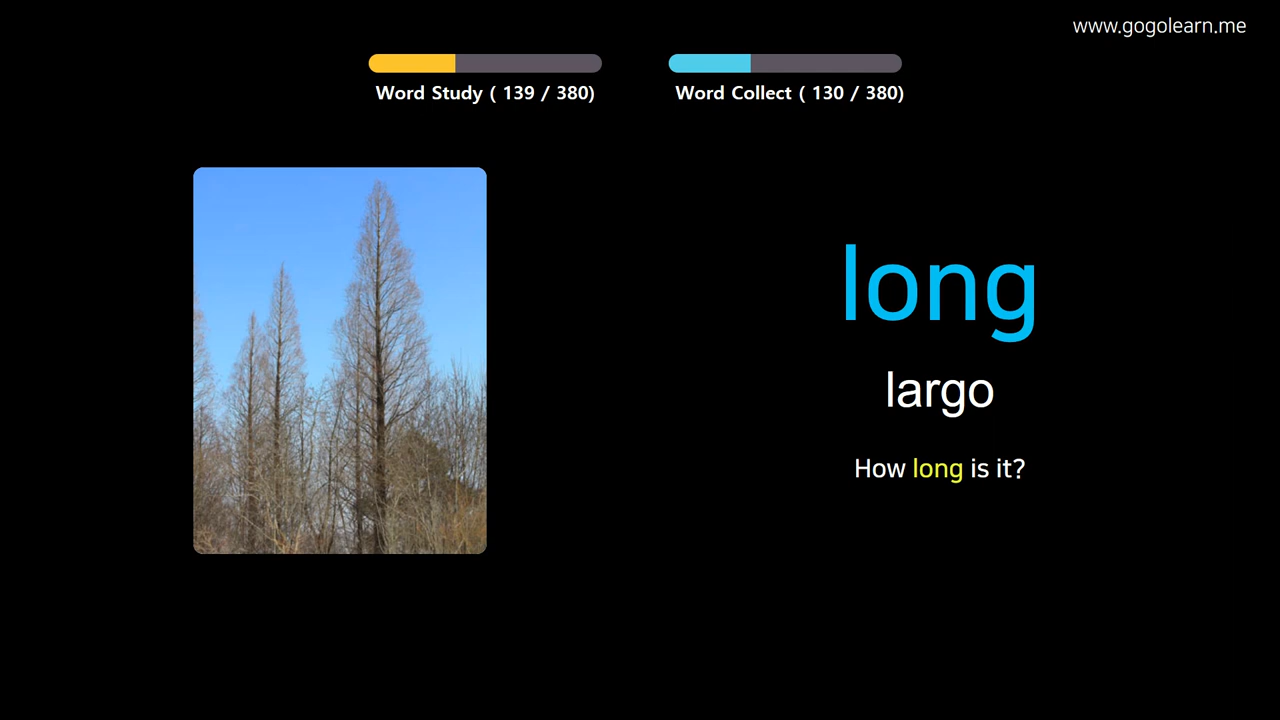 www.gogolearn.me
Word Study ( 139 / 380)
Word Collect ( 130 / 380)
long
largo
How long is it?